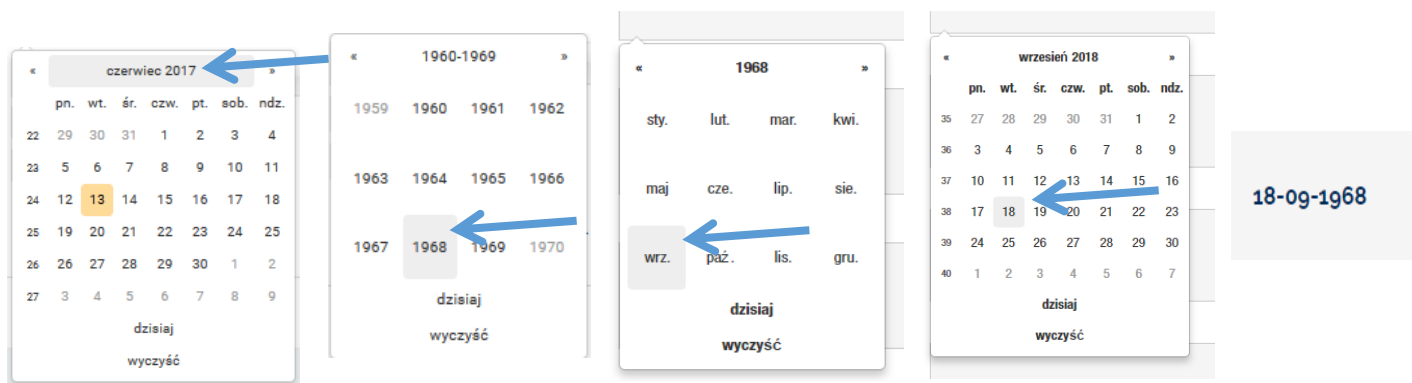 « czerwiec 2017 »
pn. wt. śr. czw. pt. sob. ndz.
22 29 30 31 1 2 3 4
23 5 6 7 8 9 10 11
24 12 13 14 15 16 17 18
25 19 20 21 22 23 24 25
26 26 27 28 29 30 1 2
27 3 4 5 6 7 8 9
dzisiaj
wyczyść
« 1960-1969 »
1959 1960 1961 1962
1963 1964 1965 1966
1967 1968 1969 1970
dzisiaj
wyczyść
« 1968 »
sty. lut. mar. kwi.
maj cze. lip. sie.
wrz. paź. lis. gru.
dzisiaj
wyczyść
« wrzesień 2018 »
pn. wt. śr. czw. pt. sob. ndz.
35 27 28 29 30 31 1 2
36 3 4 5 6 7 8 9
37 10 11 12 13 14 15 16
38 17 18 19 20 21 22 23
39 24 25 26 27 28 29 30
40 1 2 3 4 5 6 7
dzisiaj
wyczyść
18-09-1968